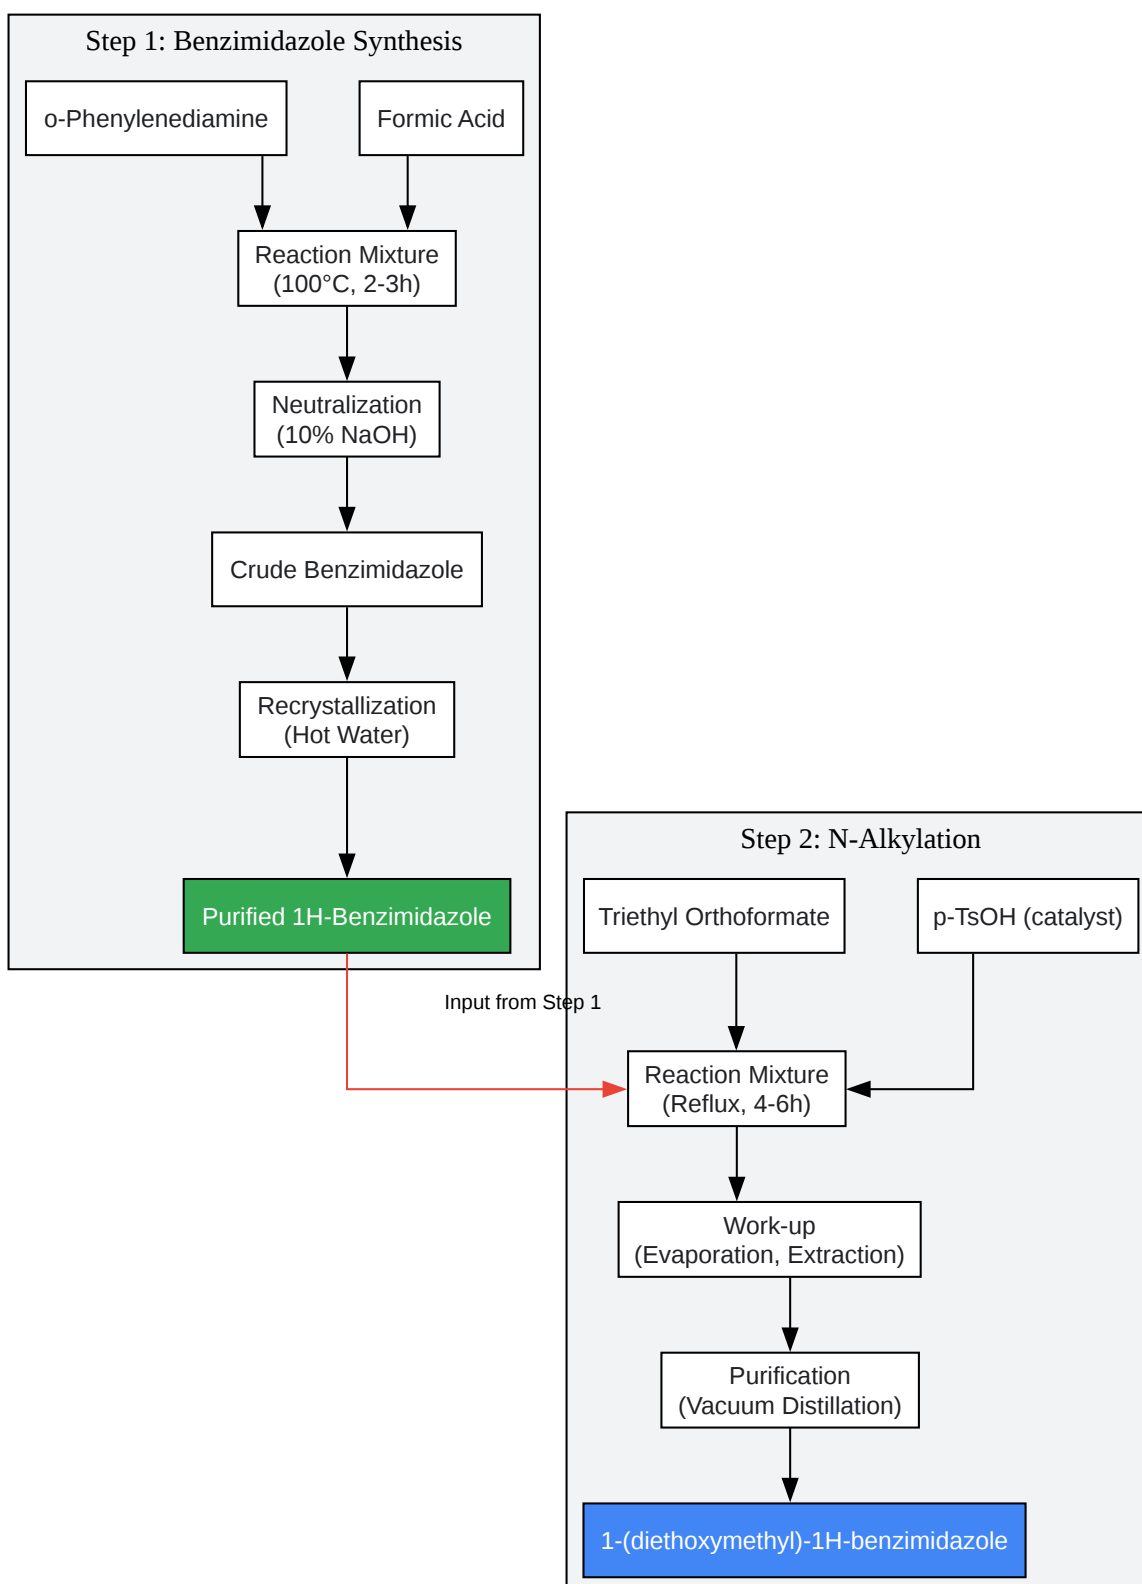 Step 1: Benzimidazole Synthesis
o-Phenylenediamine
Formic Acid
Reaction Mixture
(100°C, 2-3h)
Neutralization
(10% NaOH)
Crude Benzimidazole
Recrystallization
(Hot Water)
Purified 1H-Benzimidazole
Input from Step 1
Step 2: N-Alkylation
Triethyl Orthoformate
p-TsOH (catalyst)
Reaction Mixture
(Reflux, 4-6h)
Work-up
(Evaporation, Extraction)
Purification
(Vacuum Distillation)
1-(diethoxymethyl)-1H-benzimidazole